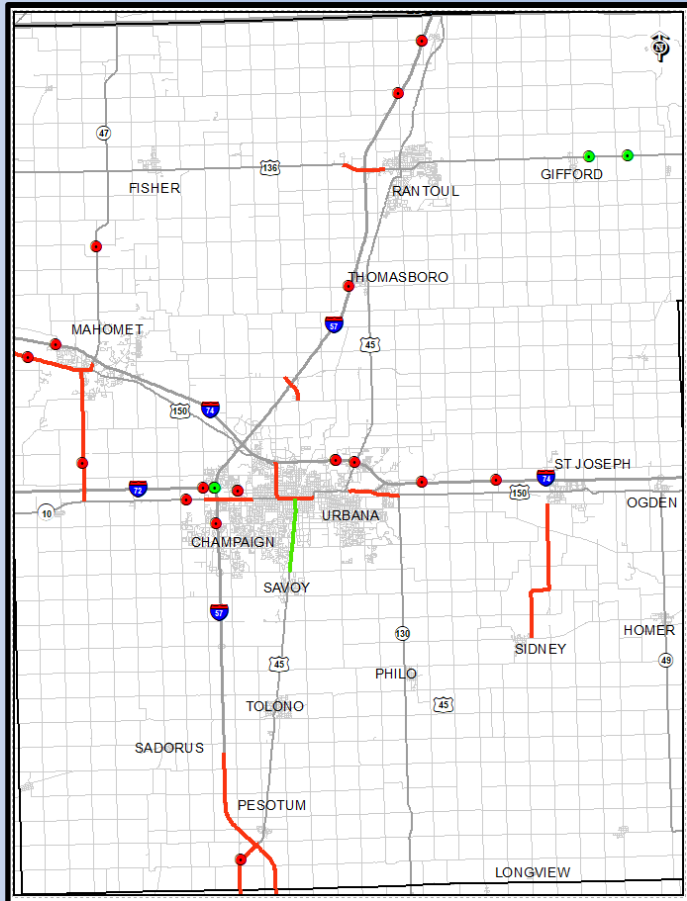 47
136
FISHER
GIFFORD
RANTOUL
THOMASBORO
57
MAHOMET
45
150
74
ST JOSEPH
74
72
150
OGDEN
10
URBANA
CHAMPAIGN
SAVOY
57
HOMER
130
SIDNEY
45
49
PHILO
TOLONO
45
SADORUS
PESOTUM
LONGVIEW